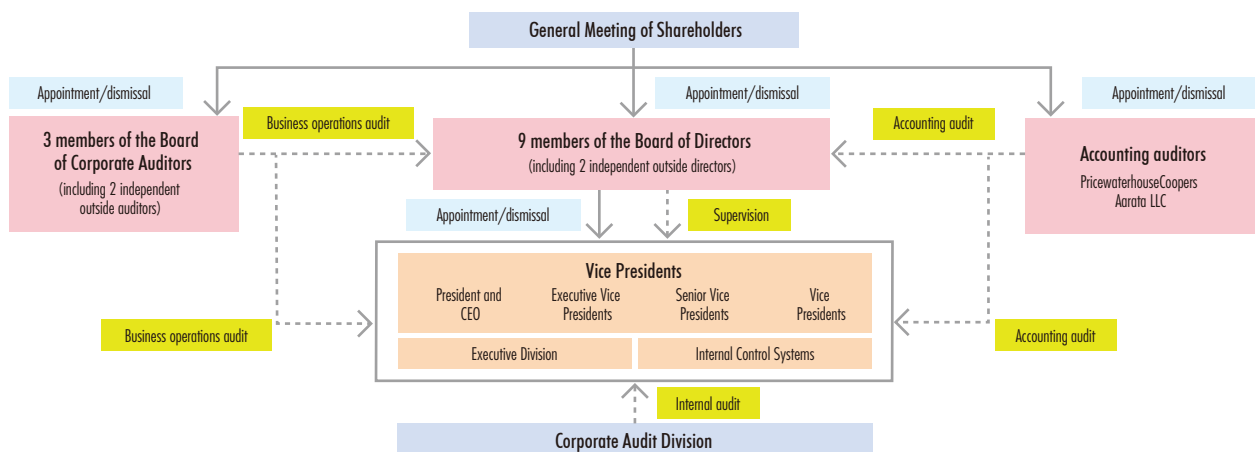 General Meeting of Shareholders
Appointment/dismissal
Appointment/dismissal
Appointment/dismissal
Business operations audit
Accounting audit
3 members of the Board
of Corporate Auditors
(including 2 independent
outside auditors)
9 members of the Board of Directors
(including 2 independent outside directors)
Accounting auditors
PricewaterhouseCoopers
Aarata LLC
Appointment/dismissal
Supervision
Vice Presidents
President and
CEO
Executive Vice
Presidents
Senior Vice
Presidents
Vice
Presidents
Business operations audit
Accounting audit
Executive Division
Internal Control Systems
Internal audit
Corporate Audit Division